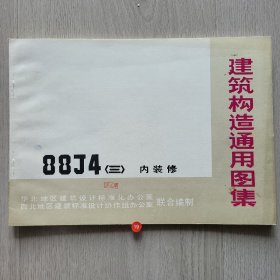 建筑构造通用图集
88J4〈三〉 内装修
华北地区建筑设计标准化办公室
西北地区建筑标准设计协作组办公室
联合编制